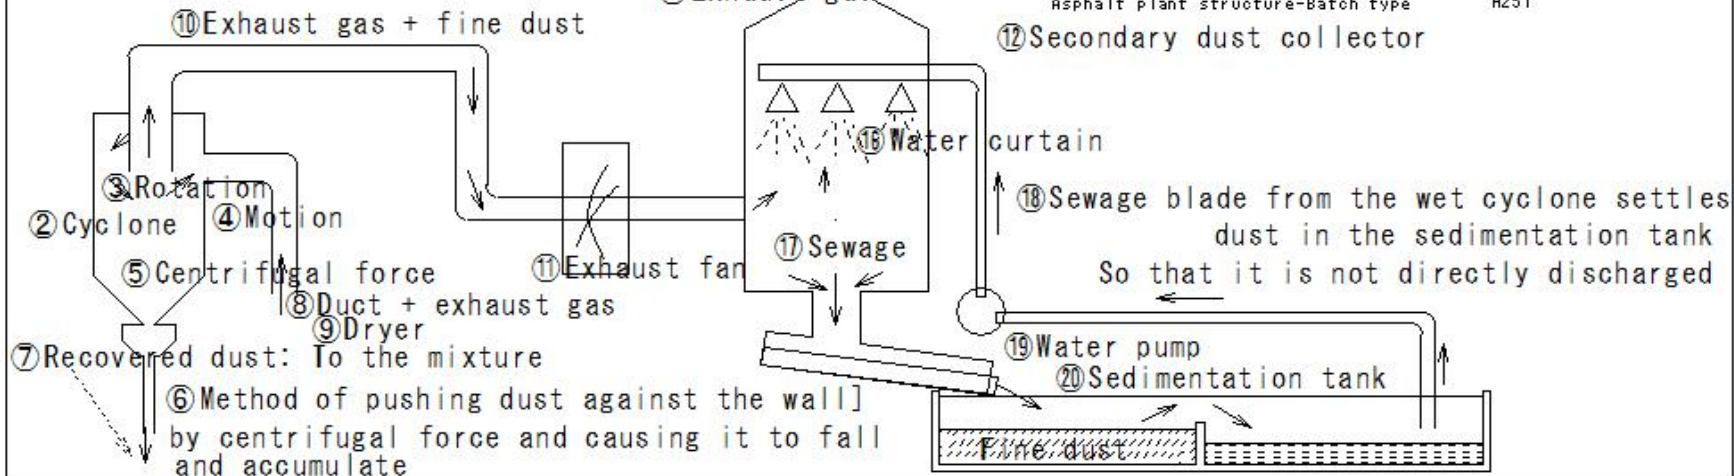 Asphalt plant structure-Batch type A251
⑩Exhaust gas + fine dust
⑫Secondary dust collector
⑯Water curtain
③Rotation
②Cyclone
④Motion
⑱Sewage blade from the wet cyclone settles
dust in the sedimentation tank
So that it is not directly discharged
⑰Sewage
⑤Centrifugal force
⑪Exhaust fan
⑧Duct + exhaust gas
⑨Dryer
⑦Recovered dust: To the mixture
⑲Water pump
⑳Sedimentation tank
⑥Method of pushing dust against the wall]
by centrifugal force and causing it to fall
and accumulate
Fine dust